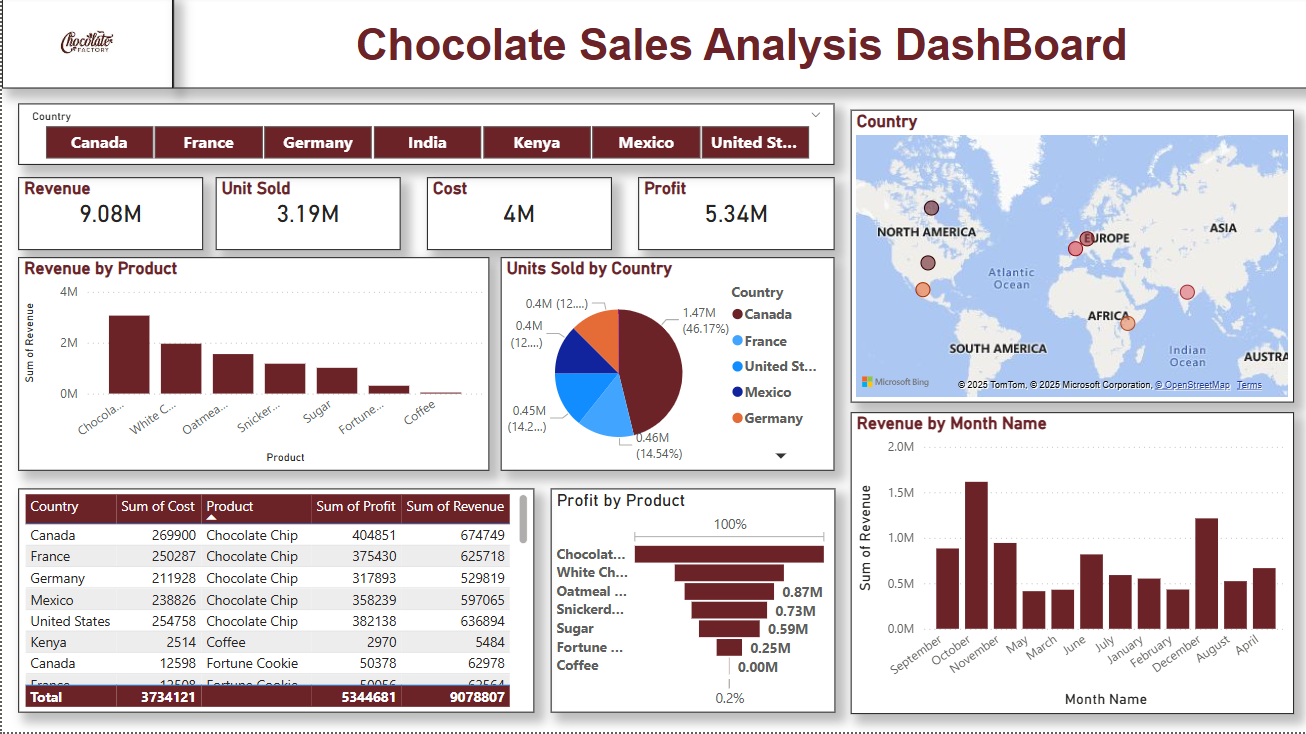 Chocolate
FACTORY
Chocolate Sales Analysis DashBoard
Country
Canada France Germany India Kenya Mexico United St...
Revenue
9.08M
Unit Sold
3.19M
Cost
4M
Profit
5.34M
Country
NORTH AMERICA
EUROPE
ASIA
Atlantic
Ocean
AFRICA
SOUTH AMERICA
Indian
Ocean
AUSTRA
Microsoft Bing
© 2025 TomTom, © 2025 Microsoft Corporation, © OpenStreetMap Terms
Revenue by Product
Sum of Revenue
4M
2M
0M
Chocola...
White C...
Oatmea...
Snicker...
Sugar
Fortune...
Coffee
Product
Units Sold by Country
0.4M (12....)
0.4M
(12....)
0.45M
(14.2...)
0.46M
(14.54%)
1.47M
(46.17%)
Country
Canada
France
United St...
Mexico
Germany
Revenue by Month Name
Sum of Revenue
2.0M
1.5M
1.0M
0.5M
0.0M
September
October
November
May
March
June
July
January
February
December
August
April
Month Name
Country Sum of Cost Product Sum of Profit Sum of Revenue
Canada 269900 Chocolate Chip 404851 674749
France 250287 Chocolate Chip 375430 625718
Germany 211928 Chocolate Chip 317893 529819
Mexico 238826 Chocolate Chip 358239 597065
United States 254758 Chocolate Chip 382138 636894
Kenya 2514 Coffee 2970 5484
Canada 12598 Fortune Cookie 50378 62978
France 12508 Fortune Cookie 50056 62564
Total 3734121 5344681 9078807
Profit by Product
100%
Chocolat...
White Ch...
Oatmeal ... 0.87M
Snickerd... 0.73M
Sugar 0.59M
Fortune ... 0.25M
Coffee 0.00M
0.2%